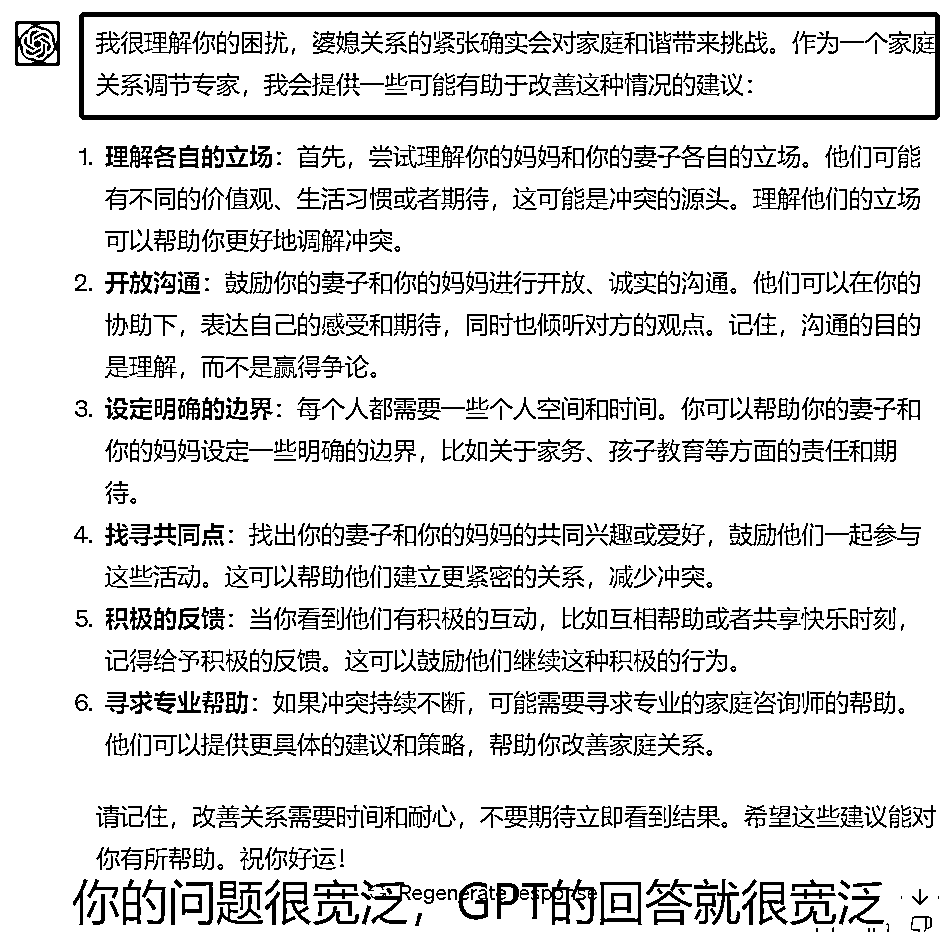 我很理解你的困扰，婆媳关系的紧张确实会对家庭和谐带来挑战。作为一个家庭
关系调节专家，我会提供一些可能有助于改善这种情况的建议：
1. 理解各自的立场：首先，尝试理解你的妈妈和你的妻子各自的立场。他们可能
有不同的价值观、生活习惯或者期待，这可能是冲突的源头。理解他们的立场
可以帮助你更好地调解冲突。
2. 开放沟通：鼓励你的妻子和你的妈妈进行开放、诚实的沟通。他们可以在你的
协助下，表达自己的感受和期待，同时也倾听对方的观点。记住，沟通的目的
是理解，而不是赢得争论。
3. 设定明确的边界：每个人都需要一些个人空间和时间。你可以帮助你的妻子和
你的妈妈设定一些明确的边界，比如关于家务、孩子教育等方面的责任和期
待。
4. 找寻共同点：找出你的妻子和你的妈妈的共同兴趣或爱好，鼓励他们一起参与
这些活动。这可以帮助他们建立更紧密的关系，减少冲突。
5. 积极的反馈：当你看到他们有积极的互动，比如互相帮助或者共享快乐时刻，
记得给予积极的反馈。这可以鼓励他们继续这种积极的行为。
6. 寻求专业帮助：如果冲突持续不断，可能需要寻求专业的家庭咨询师的帮助。
他们可以提供更具体的建议和策略，帮助你改善家庭关系。
请记住，改善关系需要时间和耐心，不要期待立即看到结果。希望这些建议能对
你有所帮助。祝你好运！
Regenerate response
你的问题很宽泛，GPT的回答就很宽泛